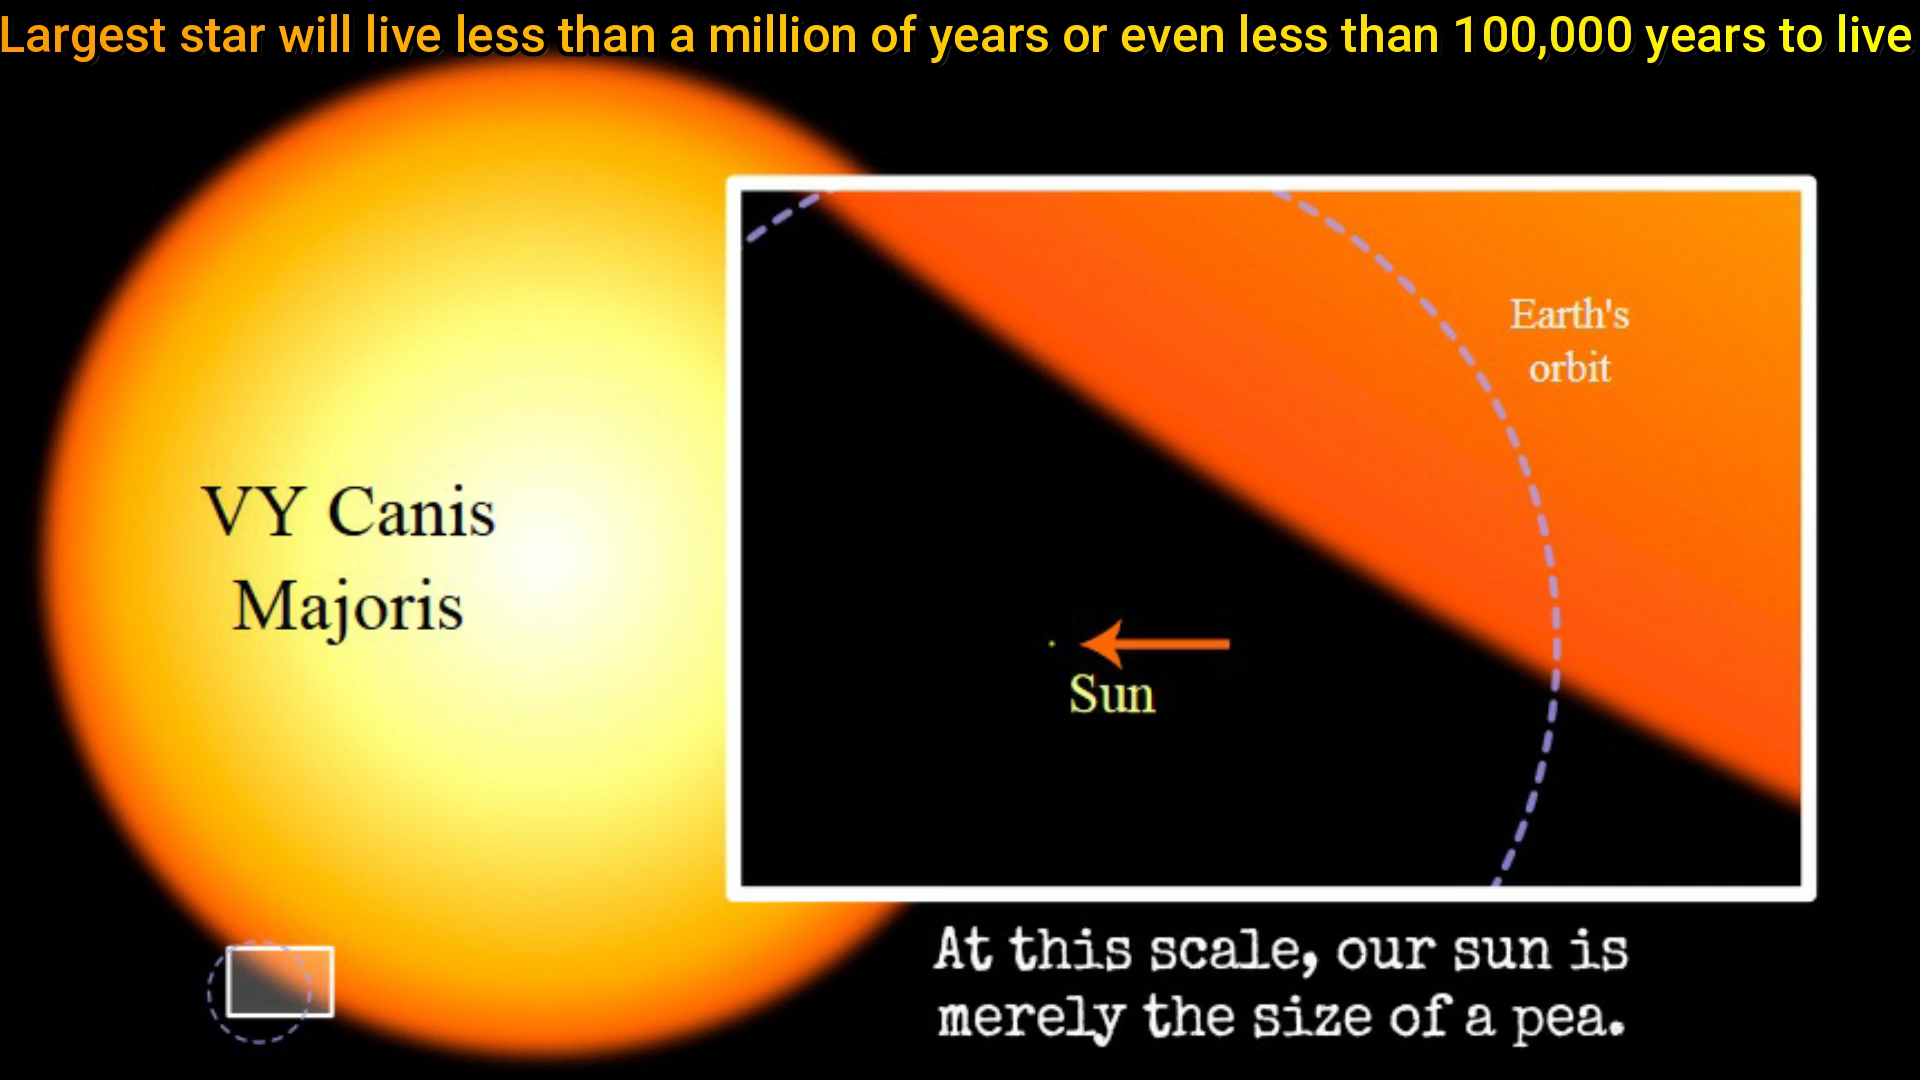 Largest star will live less than a million of years or even less than 100,000 years to live
VY Canis
Majoris
Earth's
orbit
Sun
At this scale, our sun is
merely the size of a pea.